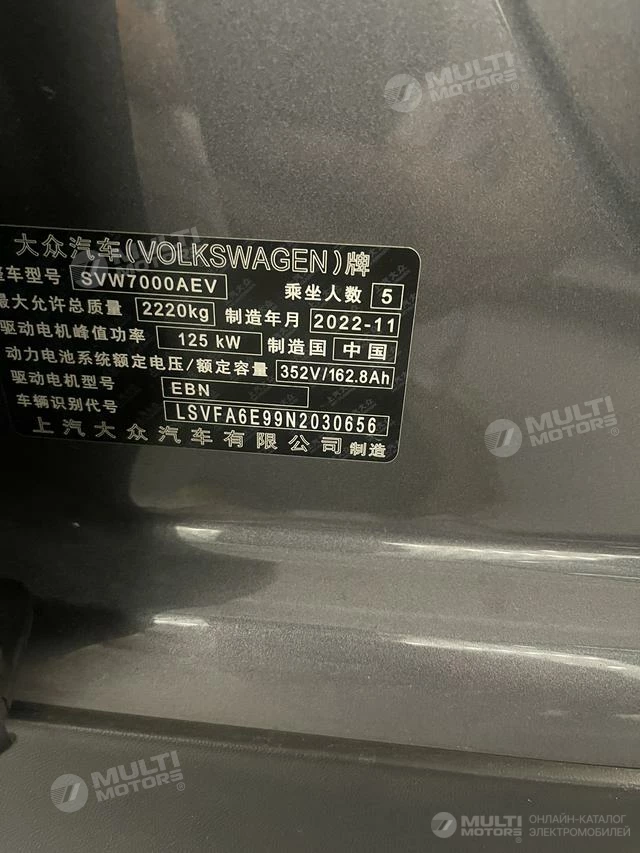 MULTI
MOTORS®
大众汽车(VOLKSWAGEN)牌
整车型号 SVW7000AEV 乘坐人数 5
最大允许总质量 2220kg 制造年月 2022-11
驱动电机峰值功率 125 kW 制造国 中国
动力电池系统额定电压/额定容量 352V/162.8Ah
驱动电机型号 EBN
车辆识别代号 LSVFA6E99N2030656
上汽大众汽车有限公司 制造
MULTI
MOTORS®
MULTI
MOTORS®
MULTI
MOTORS®
ОНЛАЙН-КАТАЛОГ
ЭЛЕКТРОМОБИЛЕЙ